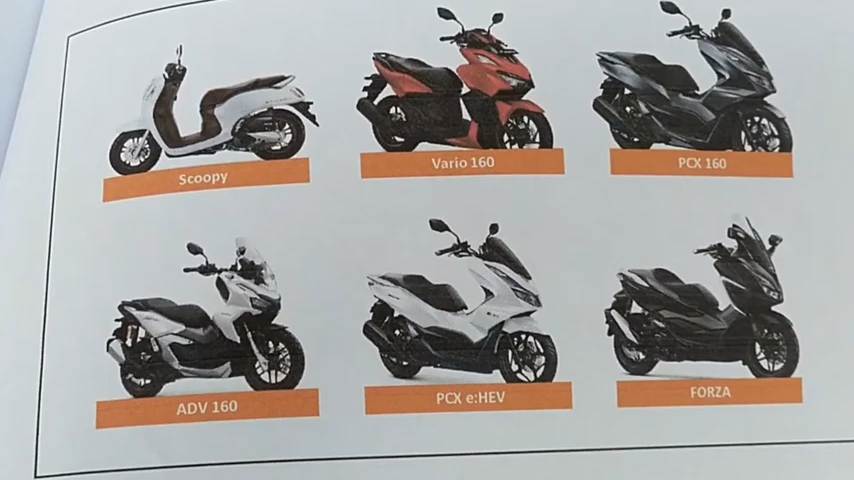 Scoopy
Vario 160
PCX 160
ADV 160
PCX e:HEV
FORZA